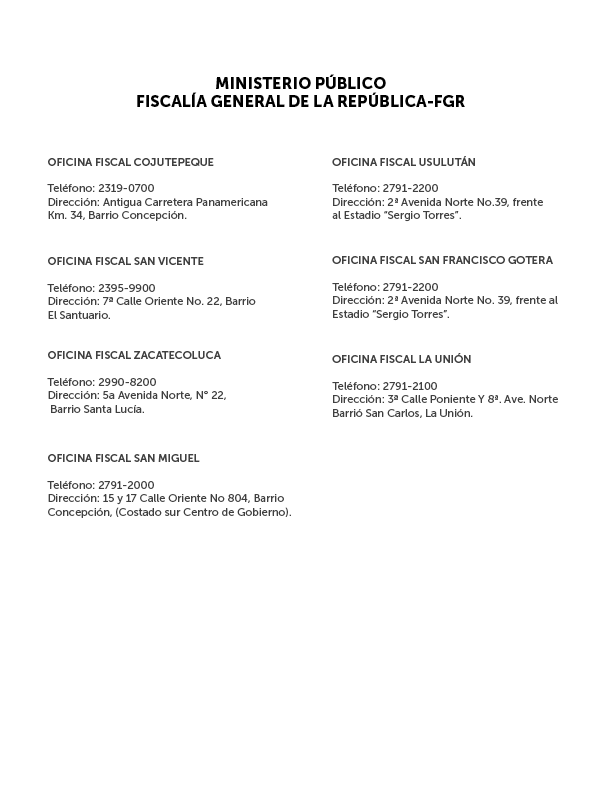 MINISTERIO PÚBLICO
FISCALÍA GENERAL DE LA REPÚBLICA-FGR
OFICINA FISCAL COJUTEPEQUE
Teléfono: 2319-0700
Dirección: Antigua Carretera Panamericana
Km. 34, Barrio Concepción.
OFICINA FISCAL SAN VICENTE
Teléfono: 2395-9900
Dirección: 7ª Calle Oriente No. 22, Barrio
El Santuario.
OFICINA FISCAL ZACATECOLUCA
Teléfono: 2990-8200
Dirección: 5a Avenida Norte, N° 22,
Barrio Santa Lucía.
OFICINA FISCAL SAN MIGUEL
Teléfono: 2791-2000
Dirección: 15 y 17 Calle Oriente No 804, Barrio
Concepción, (Costado sur Centro de Gobierno).
OFICINA FISCAL USULUTÁN
Teléfono: 2791-2200
Dirección: 2ª Avenida Norte No.39, frente
al Estadio “Sergio Torres”.
OFICINA FISCAL SAN FRANCISCO GOTERA
Teléfono: 2791-2200
Dirección: 2ª Avenida Norte No. 39, frente al
Estadio “Sergio Torres”.
OFICINA FISCAL LA UNIÓN
Teléfono: 2791-2100
Dirección: 3ª Calle Poniente Y 8ª. Ave. Norte
Barrió San Carlos, La Unión.